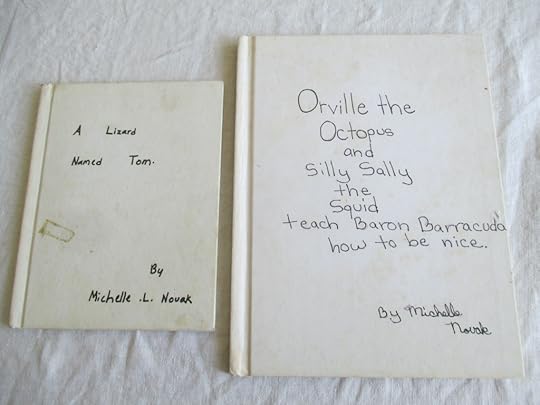 A Lizard
Named Tom.
By
Michelle .L. Novak
Orville the
Octopus
and
Silly Sally
the
Squid
teach Baron Barracuda
how to be nice.
By Michelle
Novak